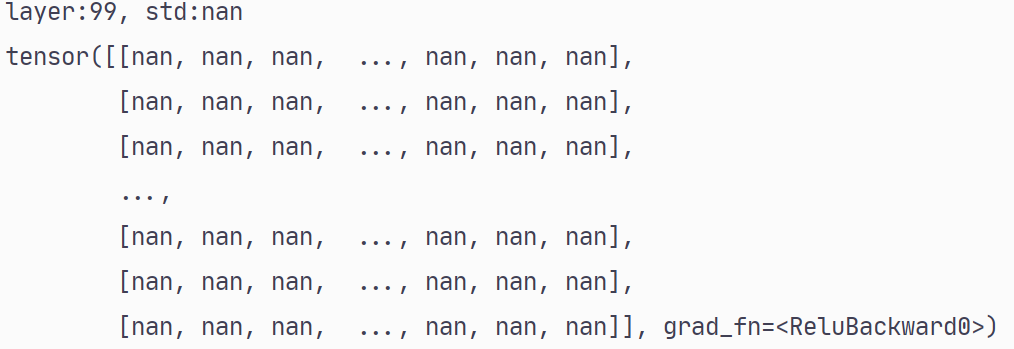 layer:99, std:nan
tensor([[nan, nan, nan,  ..., nan, nan, nan],
        [nan, nan, nan,  ..., nan, nan, nan],
        [nan, nan, nan,  ..., nan, nan, nan],
        ...,
        [nan, nan, nan,  ..., nan, nan, nan],
        [nan, nan, nan,  ..., nan, nan, nan],
        [nan, nan, nan,  ..., nan, nan, nan]], grad_fn=<ReluBackward0>)